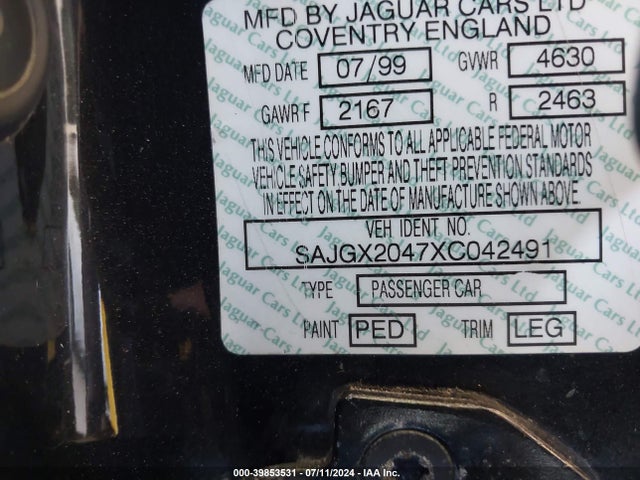 MFD BY JAGUAR CARS LTD
COVENTRY ENGLAND
MFD DATE 07/99 GVWR 4630
GAWR F 2167 R 2463
THIS VEHICLE CONFORMS TO ALL APPLICABLE FEDERAL MOTOR
VEHICLE SAFETY BUMPER AND THEFT PREVENTION STANDARDS
IN EFFECT ON THE DATE OF MANUFACTURE SHOWN ABOVE.
VEH IDENT NO.
SAJGX2047XC042491
TYPE PASSENGER CAR
PAINT PED TRIM LEG
000-39853531 - 07/11/2024 - IAA Inc.